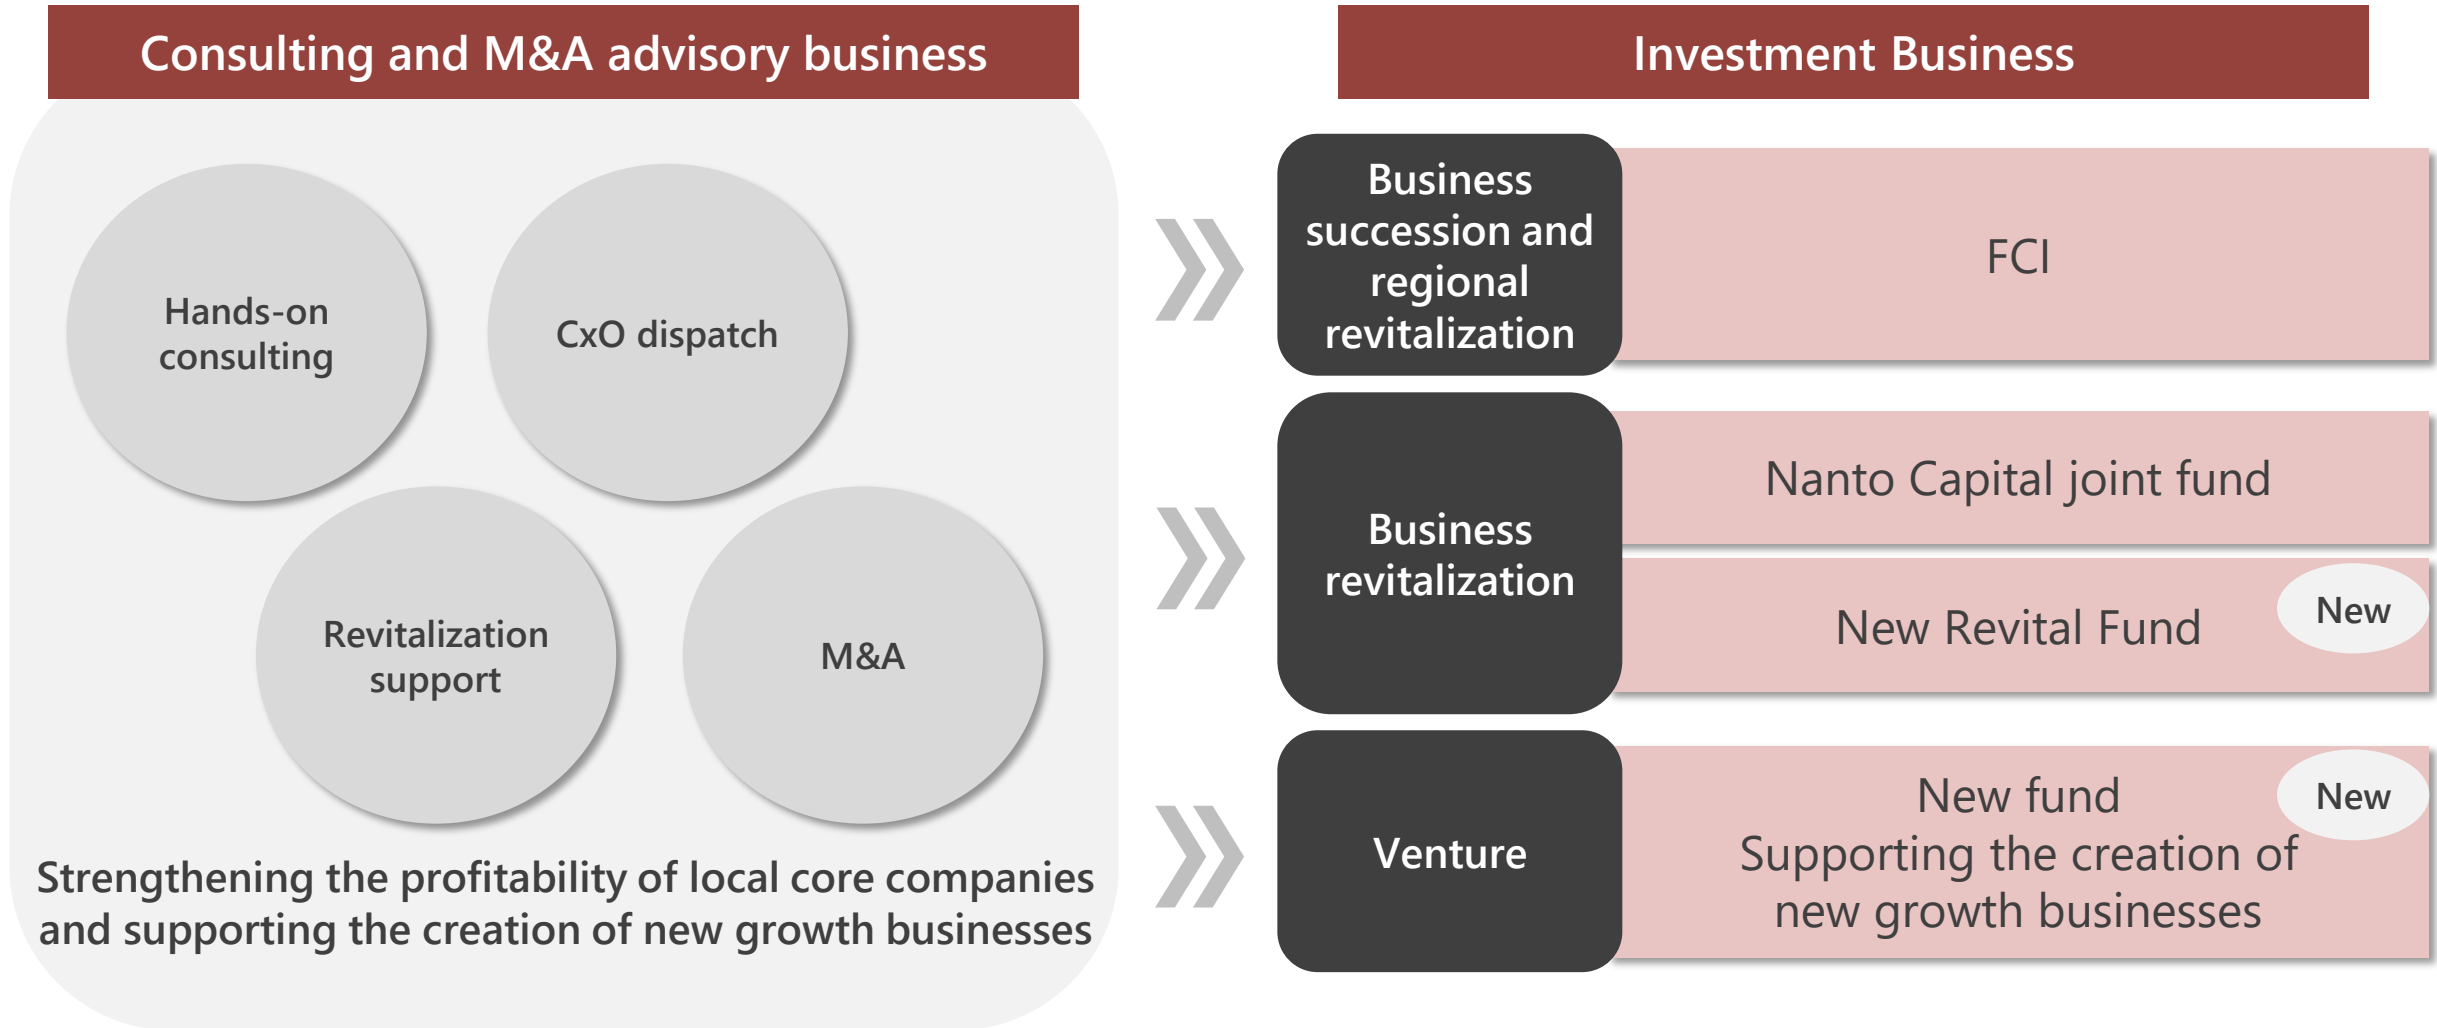 Consulting and M&A advisory business
Hands-on
consulting
CxO dispatch
Revitalization
support
M&A
Strengthening the profitability of local core companies
and supporting the creation of new growth businesses
Investment Business
Business
succession and
regional
revitalization
FCI
Business
revitalization
Nanto Capital joint fund
New Revital Fund
New
Venture
New fund
Supporting the creation of
new growth businesses
New